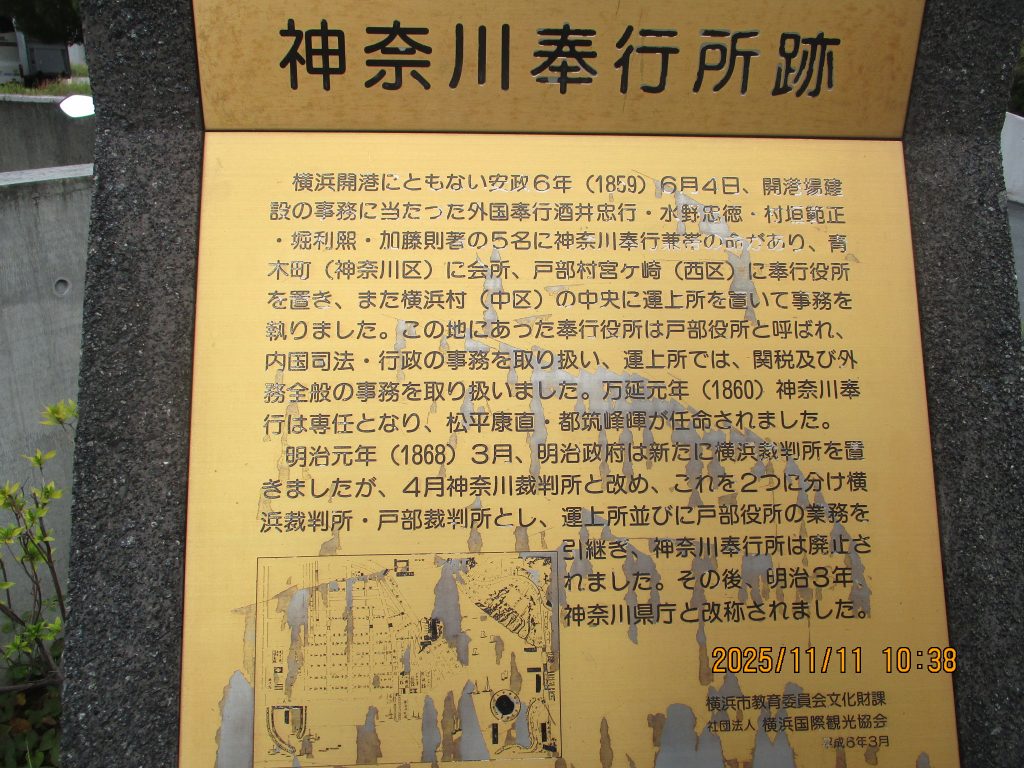 神奈川奉行所跡
横浜開港にともない安政6年（1859）6月4日、開港場建
設の事務に当たった外国奉行酒井忠行・水野忠徳・村垣範正
・堀利熙・加藤則著の5名に神奈川奉行兼帯の命があり、青
木町（神奈川区）に会所、戸部村宮ケ崎（西区）に奉行役所
を置き、また横浜村（中区）の中央に運上所を置いて事務を
執りました。この地にあった奉行役所は戸部役所と呼ばれ、
内国司法・行政の事務を取り扱い、運上所では、関税及び外
務全般の事務を取り扱いました。万延元年（1860）神奈川奉
行は専任となり、松平康直・都筑峰暉が任命されました。
明治元年（1868）3月、明治政府は新たに横浜裁判所を置
きましたが、4月神奈川裁判所と改め、これを2つに分け横
浜裁判所・戸部裁判所とし、運上所並びに戸部役所の業務を
引継ぎ、神奈川奉行所は廃止さ
れました。その後、明治3年、
神奈川県庁と改称されました。
横浜市教育委員会文化財課
社団法人 横浜国際観光協会
平成6年3月
2025/11/11 10:38